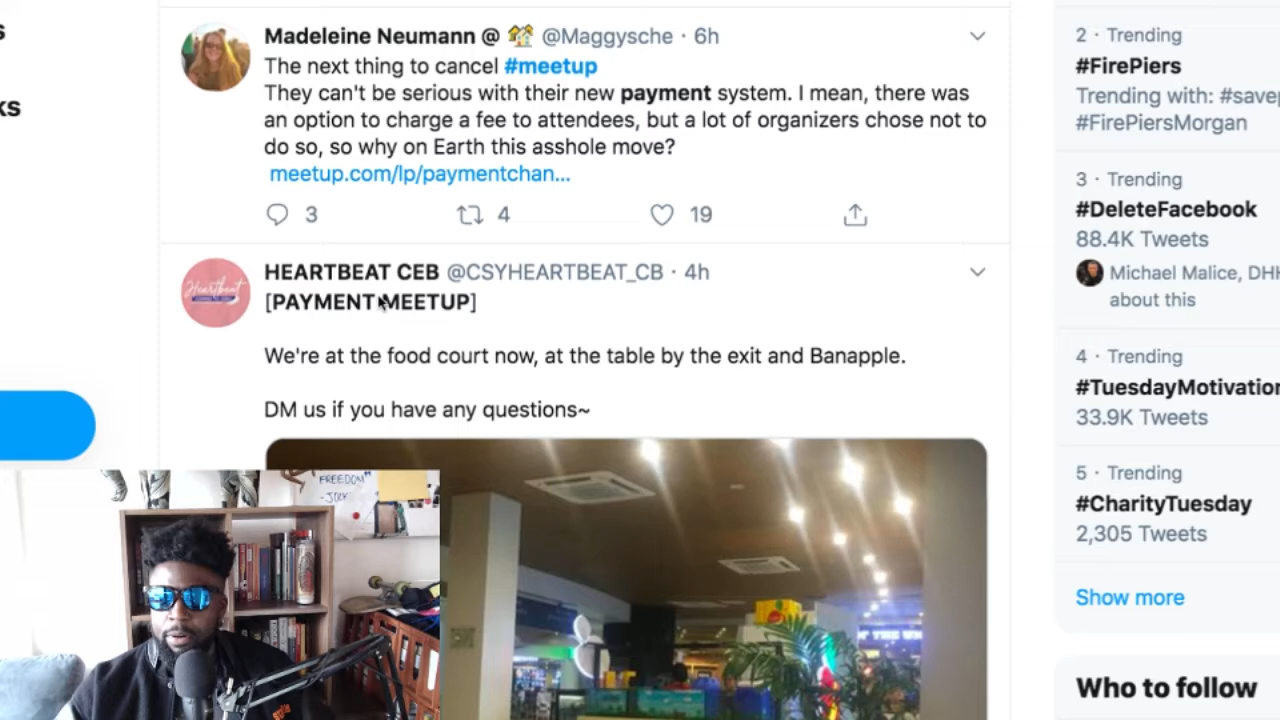 s
ks
Madeleine Neumann @ 🏘️ @Maggysche · 6h
The next thing to cancel #meetup
They can't be serious with their new payment system. I mean, there was
an option to charge a fee to attendees, but a lot of organizers chose not to
do so, so why on Earth this asshole move?
meetup.com/lp/paymentchan...
3 4 19
HEARTBEAT CEB @CSYHEARTBEAT_CB · 4h
[PAYMENT MEETUP]
We're at the food court now, at the table by the exit and Banapple.
DM us if you have any questions~
Heartbeat
FREEDOM"
-JOCK
2 · Trending
#FirePiers
Trending with: #savep
#FirePiersMorgan
3 · Trending
#DeleteFacebook
88.4K Tweets
Michael Malice, DHH
about this
4 · Trending
#TuesdayMotivation
33.9K Tweets
5 · Trending
#CharityTuesday
2,305 Tweets
Show more
Who to follow